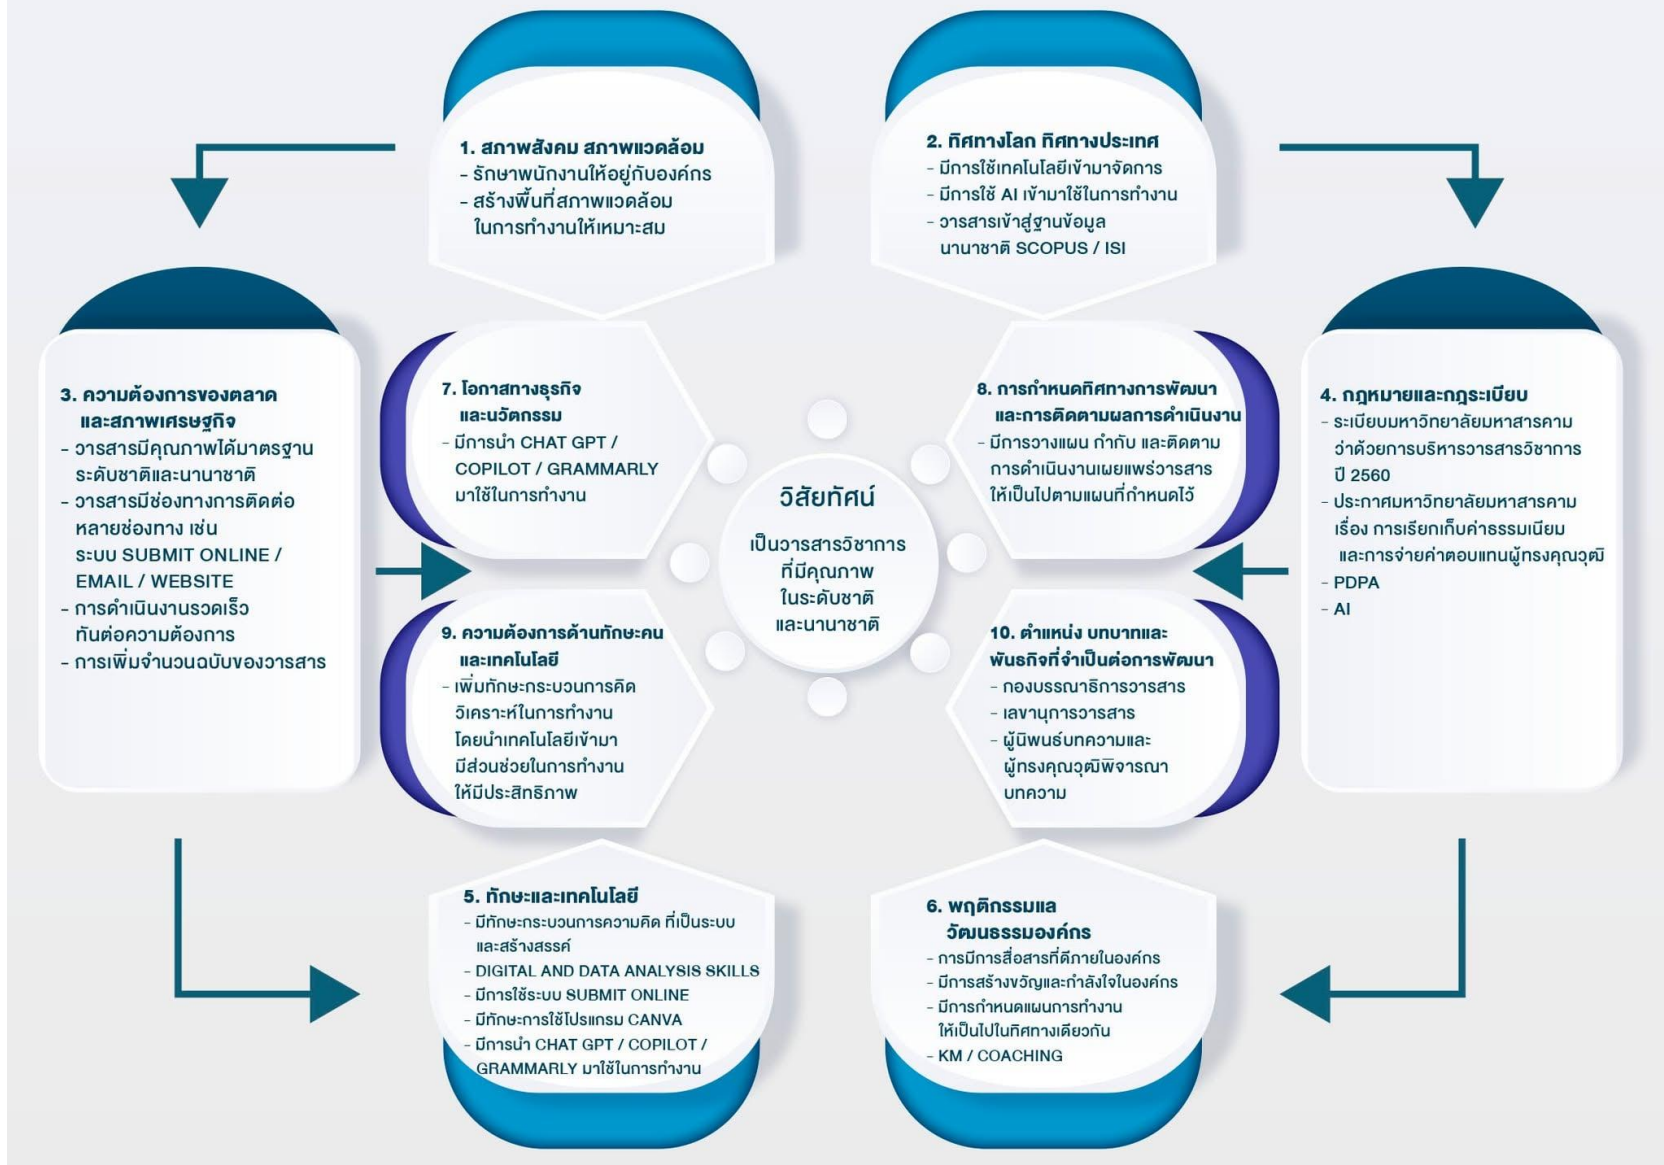 1. สภาพสังคม สภาพแวดล้อม
- รักษาพนักงานให้อยู่กับองค์กร
- สร้างพื้นที่สภาพแวดล้อม
ในการทำงานให้เหมาะสม
2. ทิศทางโลก ทิศทางประเทศ
- มีการใช้เทคโนโลยีเข้ามาจัดการ
- มีการใช้ AI เข้ามาใช้ในการทำงาน
- วารสารเข้าสู่ฐานข้อมูล
นานาชาติ SCOPUS / ISI
3. ความต้องการของตลาด
และสภาพเศรษฐกิจ
- วารสารมีคุณภาพได้มาตรฐาน
ระดับชาติและนานาชาติ
- วารสารมีช่องทางการติดต่อ
หลายช่องทาง เช่น
ระบบ SUBMIT ONLINE /
EMAIL / WEBSITE
- การดำเนินงานรวดเร็ว
ทันต่อความต้องการ
- การเพิ่มจำนวนฉบับของวารสาร
7. โอกาสทางธุรกิจ
และนวัตกรรม
- มีการนำ CHAT GPT /
COPILOT / GRAMMARLY
มาใช้ในการทำงาน
วิสัยทัศน์
เป็นวารสารวิชาการ
ที่มีคุณภาพ
ในระดับชาติ
และนานาชาติ
8. การกำหนดทิศทางการพัฒนา
และการติดตามผลการดำเนินงาน
- มีการวางแผน กำกับ และติดตาม
การดำเนินงานเผยแพร่วารสาร
ให้เป็นไปตามแผนที่กำหนดไว้
4. กฎหมายและกฎระเบียบ
- ระเบียบมหาวิทยาลัยมหาสารคาม
ว่าด้วยการบริหารวารสารวิชาการ
ปี 2560
- ประกาศมหาวิทยาลัยมหาสารคาม
เรื่อง การเรียกเก็บค่าธรรมเนียม
และการจ่ายค่าตอบแทนผู้ทรงคุณวุฒิ
- PDPA
- AI
9. ความต้องการด้านทักษะคน
และเทคโนโลยี
- เพิ่มทักษะกระบวนการคิด
วิเคราะห์ในการทำงาน
โดยนำเทคโนโลยีเข้ามา
มีส่วนช่วยในการทำงาน
ให้มีประสิทธิภาพ
10. ตำแหน่ง บทบาทและ
พันธกิจที่จำเป็นต่อการพัฒนา
- กองบรรณาธิการวารสาร
- เลขานุการวารสาร
- ผู้นิพนธ์บทความและ
ผู้ทรงคุณวุฒิพิจารณา
บทความ
5. ทักษะและเทคโนโลยี
- มีทักษะกระบวนการความคิด ที่เป็นระบบ
และสร้างสรรค์
- DIGITAL AND DATA ANALYSIS SKILLS
- มีการใช้ระบบ SUBMIT ONLINE
- มีทักษะการใช้โปรแกรม CANVA
- มีการนำ CHAT GPT / COPILOT /
GRAMMARLY มาใช้ในการทำงาน
6. พฤติกรรมแล
วัฒนธรรมองค์กร
- การมีการสื่อสารที่ดีภายในองค์กร
- มีการสร้างขวัญและกำลังใจในองค์กร
- มีการกำหนดแผนการทำงาน
ให้เป็นไปในทิศทางเดียวกัน
- KM / COACHING